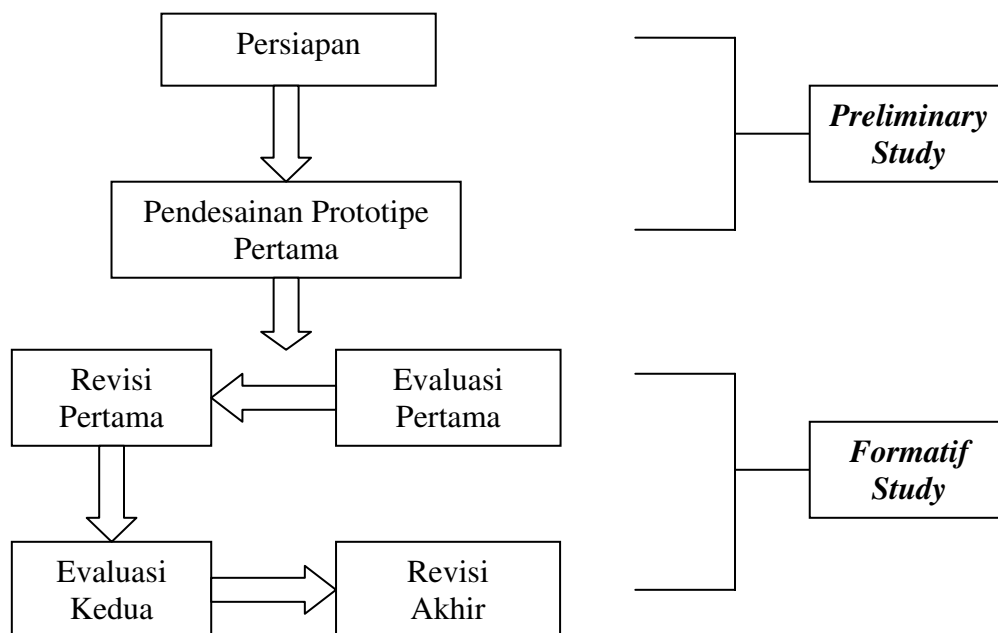 Persiapan
Preliminary
Study
Pendesainan Prototipe
Pertama
Revisi
Pertama
Evaluasi
Pertama
Formatif
Study
Evaluasi
Kedua
Revisi
Akhir